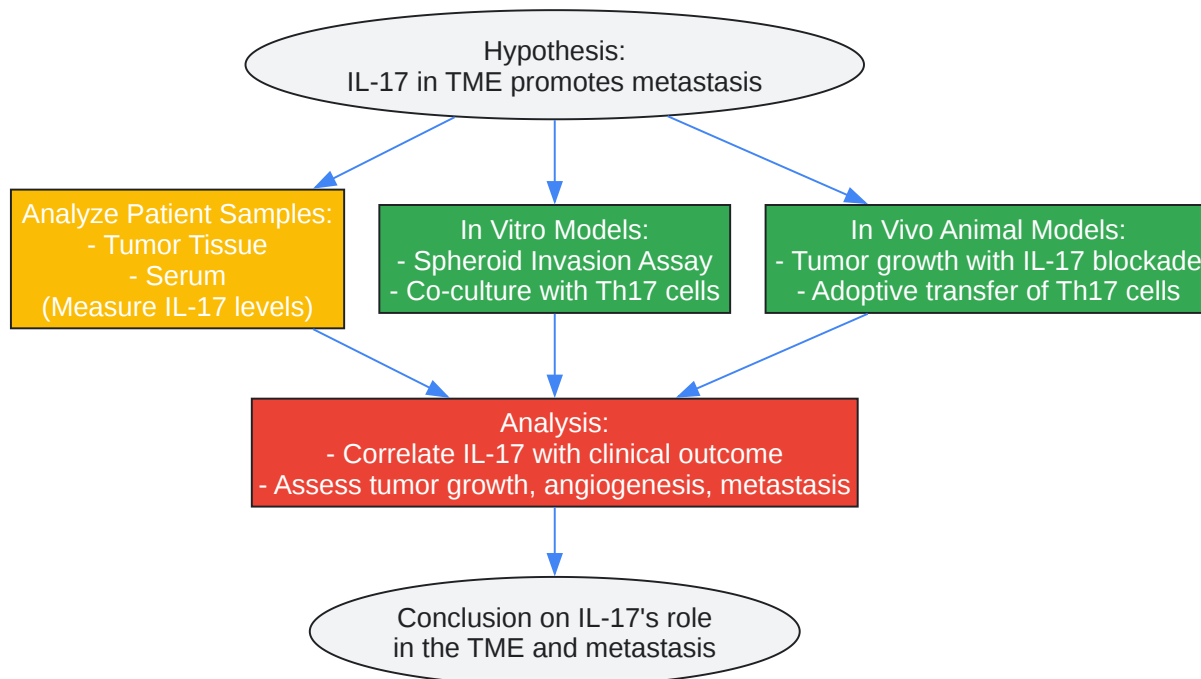 Hypothesis:
IL-17 in TME promotes metastasis
Analyze Patient Samples:
- Tumor Tissue
- Serum
(Measure IL-17 levels)
In Vitro Models:
- Spheroid Invasion Assay
- Co-culture with Th17 cells
In Vivo Animal Models:
- Tumor growth with IL-17 blockade
- Adoptive transfer of Th17 cells
Analysis:
- Correlate IL-17 with clinical outcome
- Assess tumor growth, angiogenesis, metastasis
Conclusion on IL-17's role
in the TME and metastasis